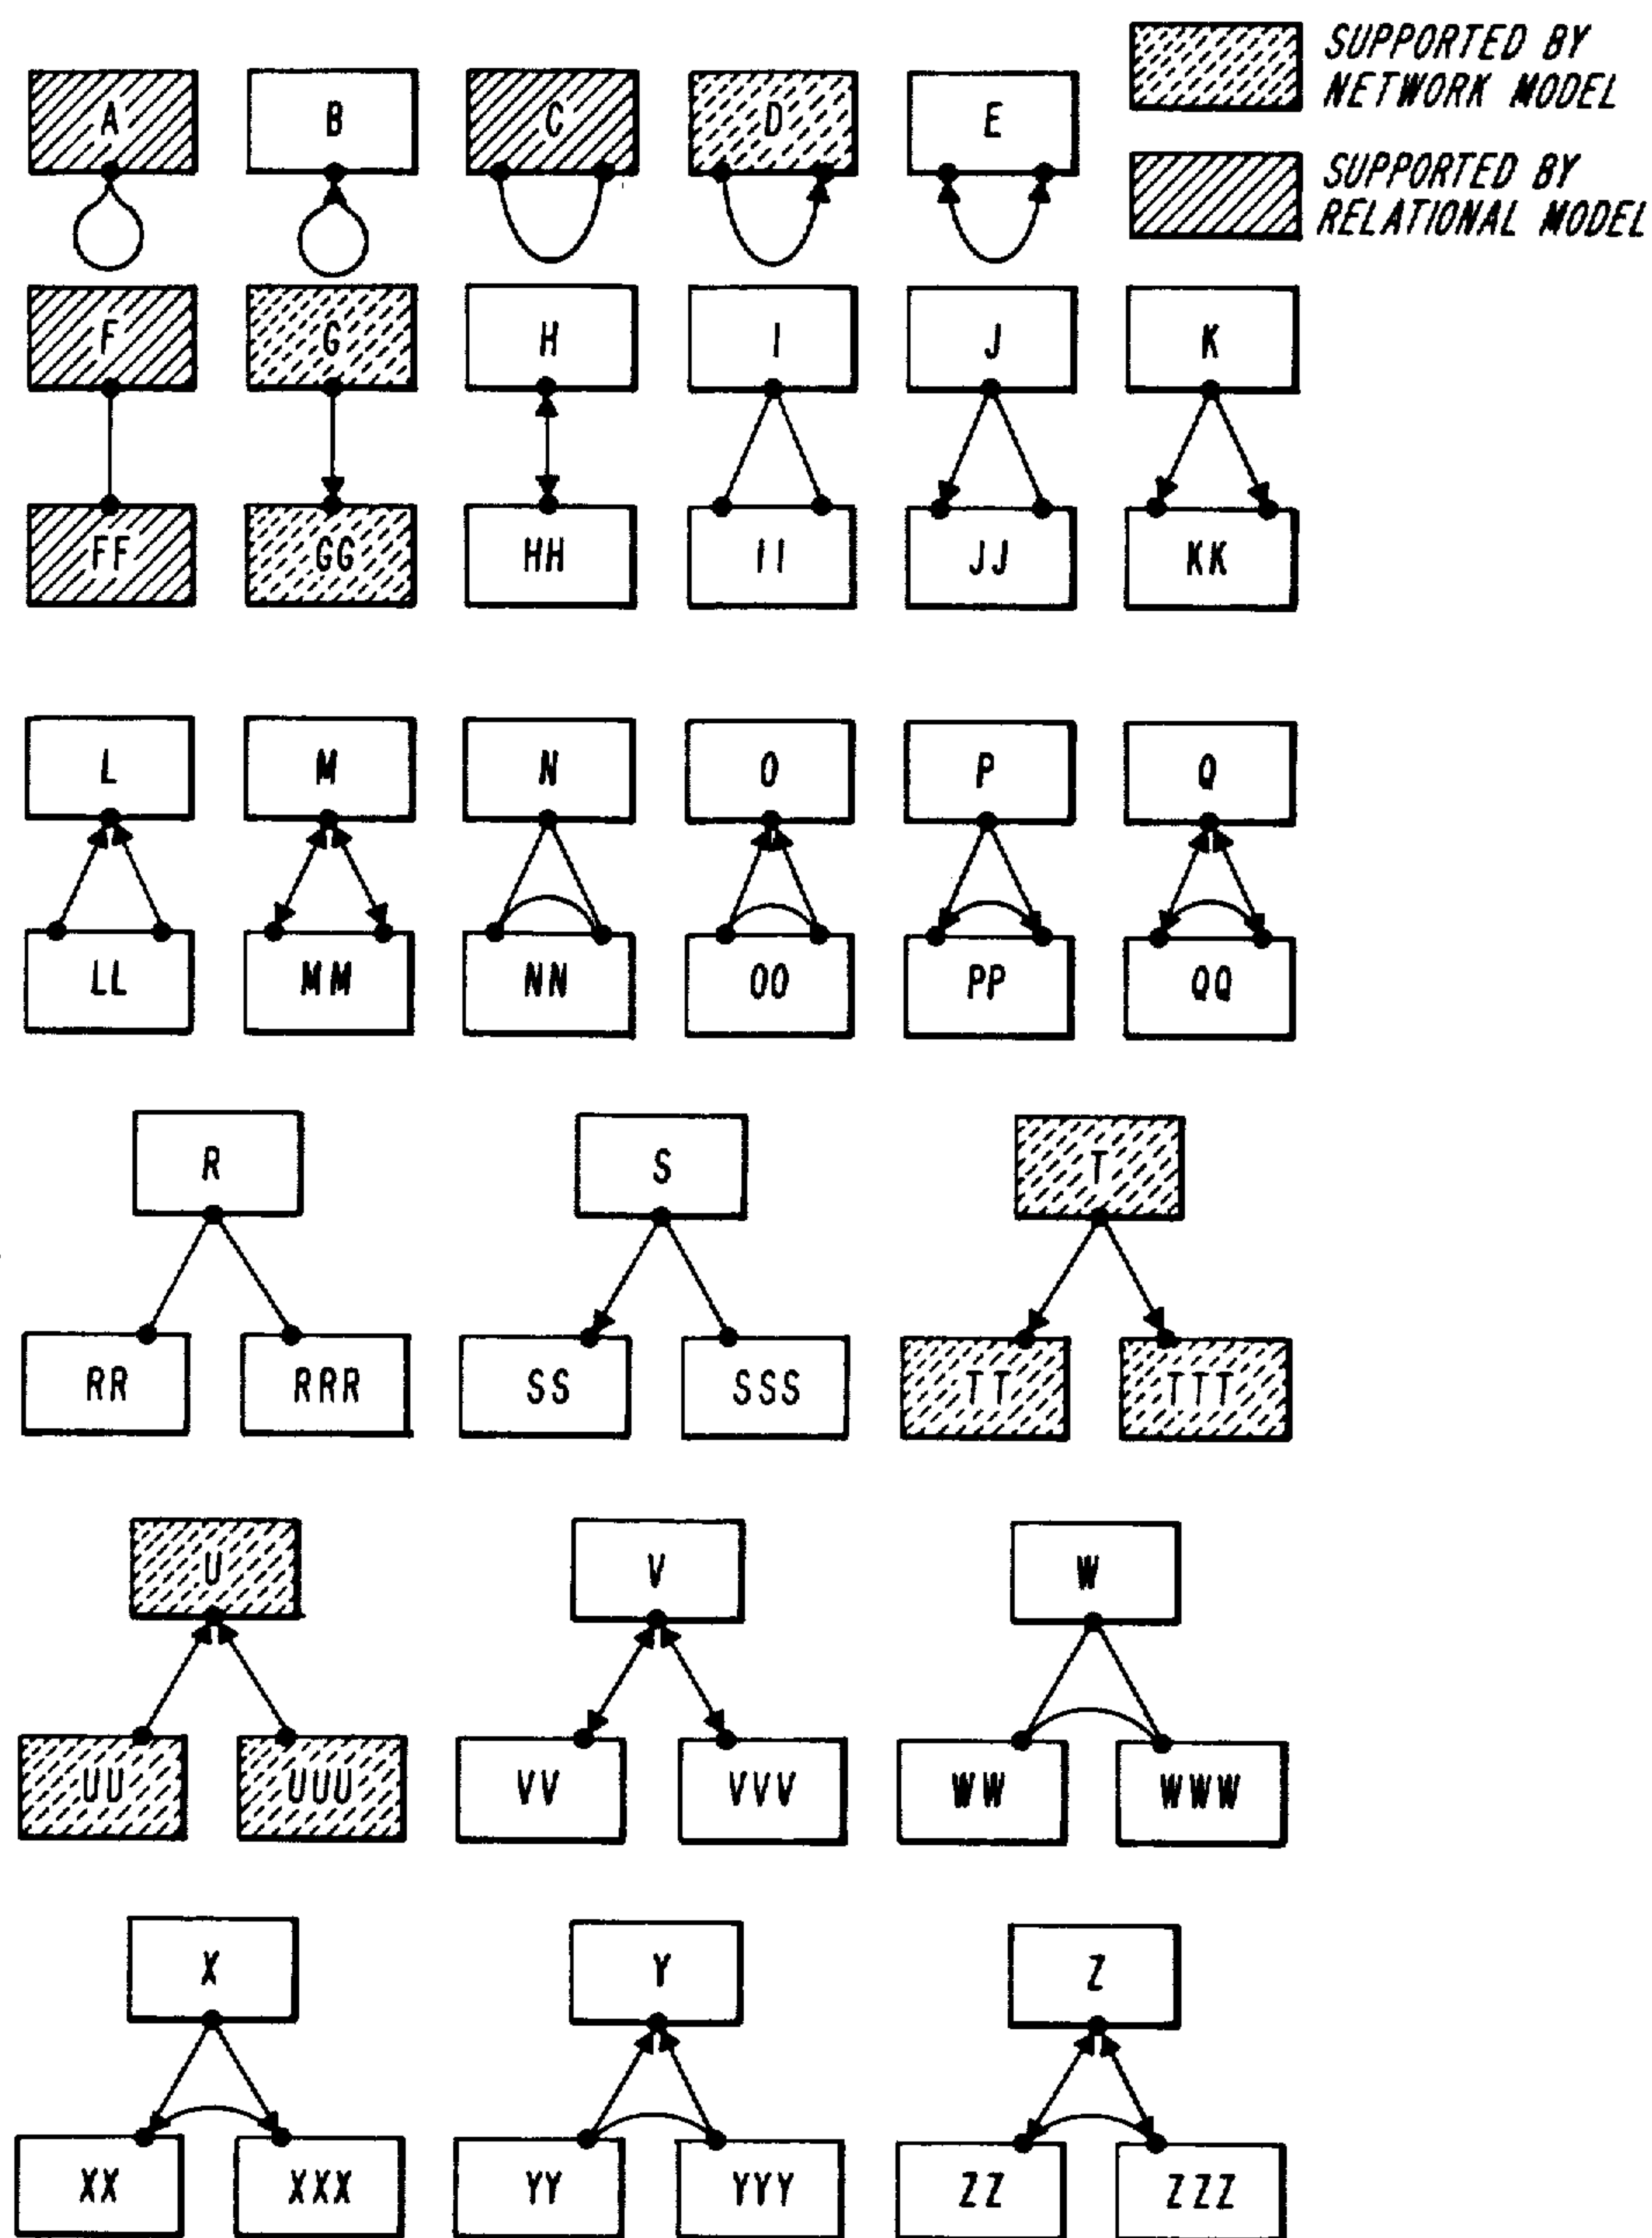 SUPPORTED BY
NETWORK MODEL
A
B
C
D
E
SUPPORTED BY
RELATIONAL MODEL
F
G
H
I
J
K
FF
GG
HH
II
JJ
KK
L
M
N
O
P
Q
LL
MM
NN
OO
PP
QQ
R
S
T
RR
RRR
SS
SSS
TT
TTT
U
V
W
UU
UUU
VV
VVV
WW
WWW
X
Y
Z
XX
XXX
YY
YYY
ZZ
ZZZ